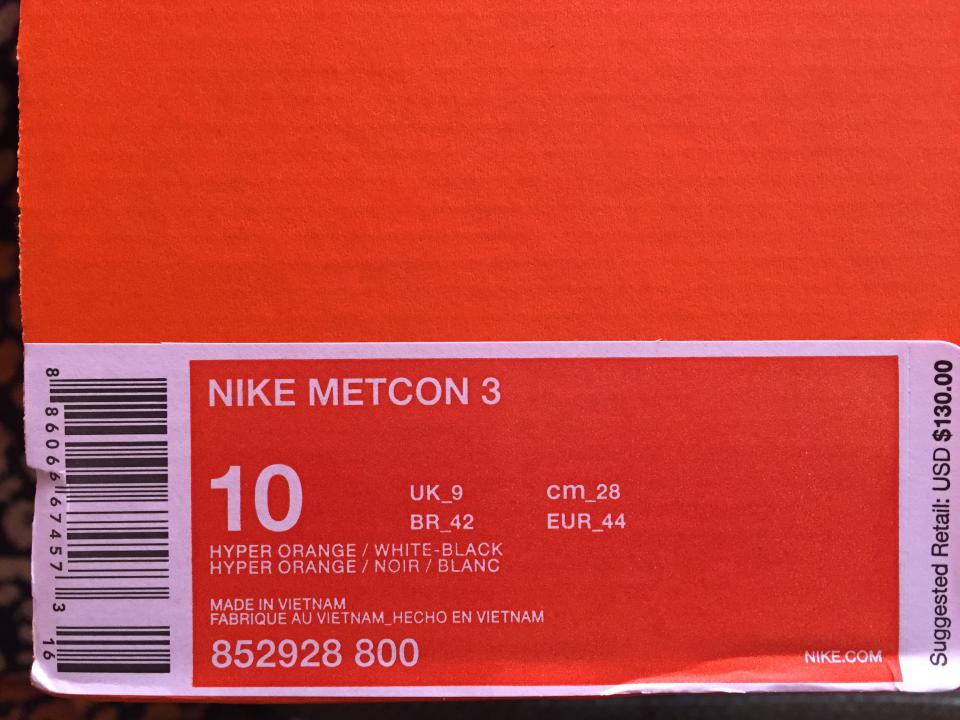 NIKE METCON 3
10
UK_9 cm_28
BR_42 EUR_44
HYPER ORANGE / WHITE-BLACK
HYPER ORANGE / NOIR / BLANC
MADE IN VIETNAM
FABRIQUE AU VIETNAM_HECHO EN VIETNAM
852928 800
NIKE.COM
8 86066 67457 3 16
Suggested Retail: USD $130.00